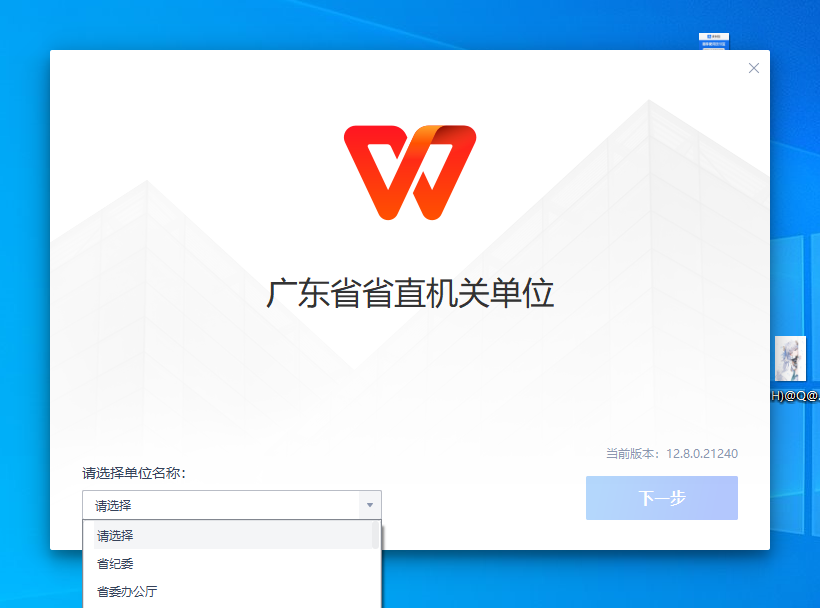 广东省省直机关单位
当前版本：12.8.0.21240
请选择单位名称：
请选择
下一步
请选择
省纪委
省委办公厅
H)@Q@.